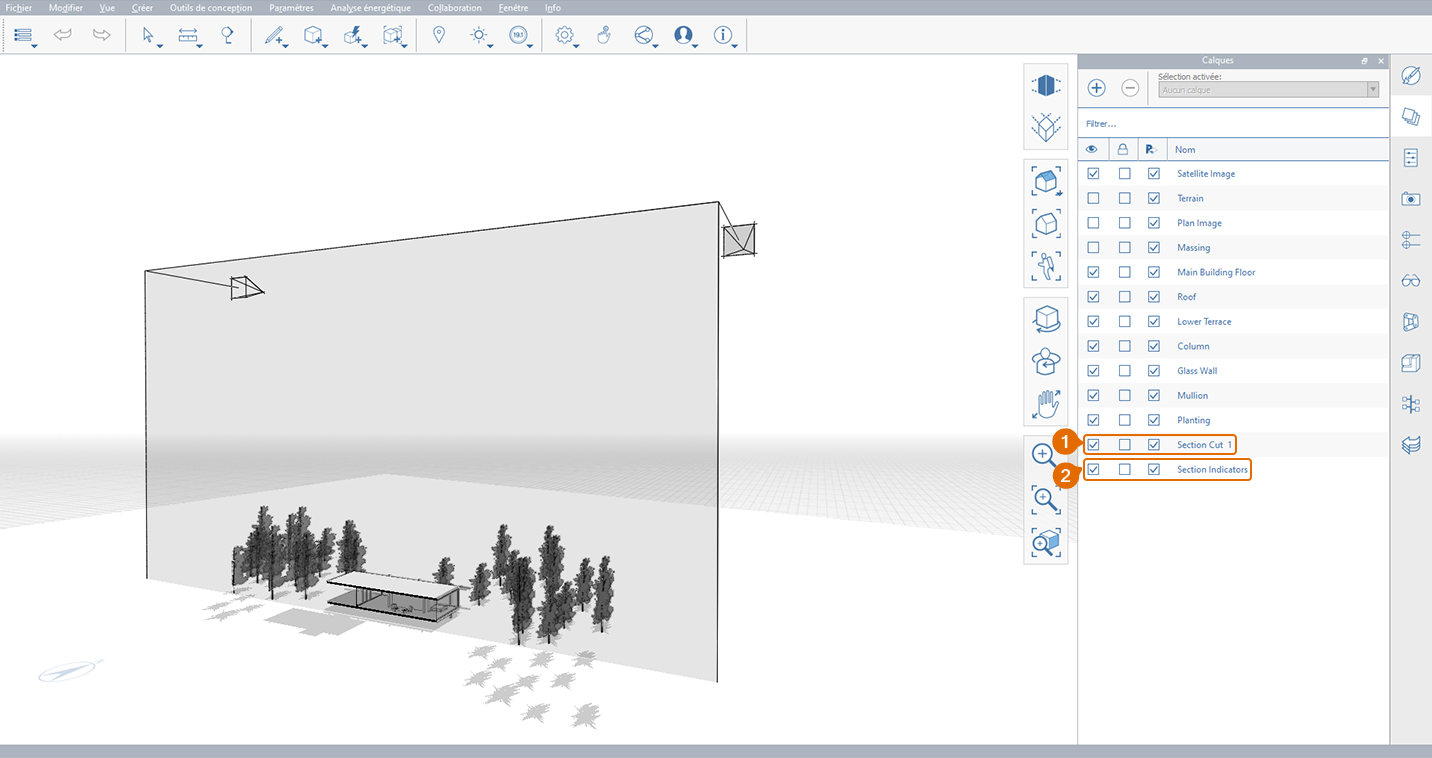 Fichier Modifier Vue Créer Outils de conception Paramètres Analyse énergétique Collaboration Fenêtre Info
19:1
Calques
Sélection activée:
Aucun calque
Filtrer...
Nom
Satellite Image
Terrain
Plan Image
Massing
Main Building Floor
Roof
Lower Terrace
Column
Glass Wall
Mullion
Planting
1 Section Cut 1
2 Section Indicators